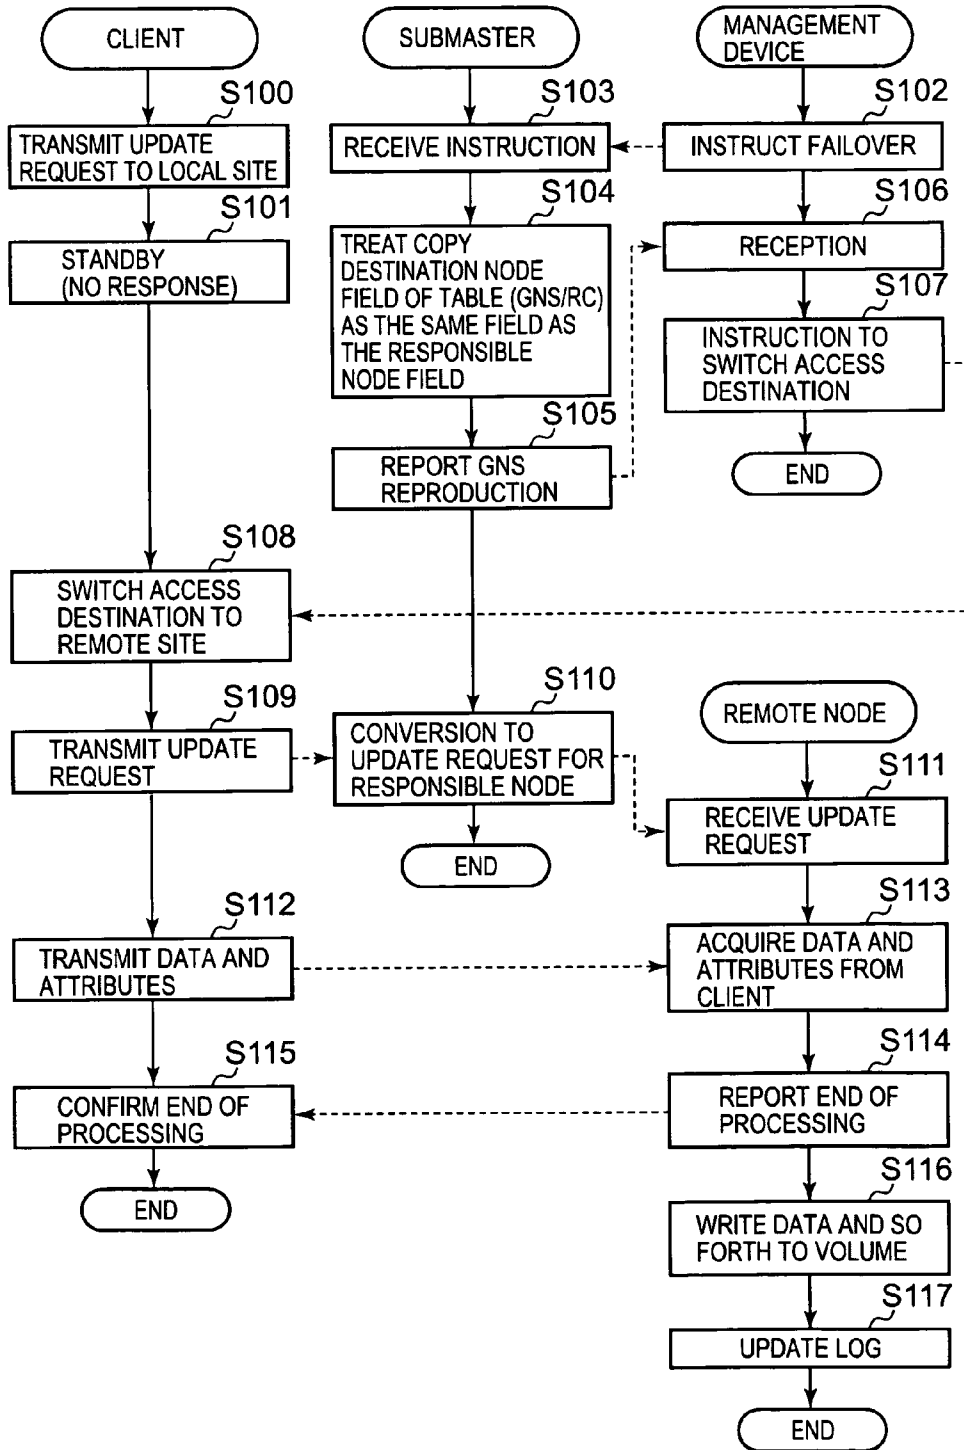 CLIENT
S100
TRANSMIT UPDATE
REQUEST TO LOCAL SITE
S101
STANDBY
(NO RESPONSE)
S108
SWITCH ACCESS
DESTINATION TO
REMOTE SITE
S109
TRANSMIT UPDATE
REQUEST
S112
TRANSMIT DATA AND
ATTRIBUTES
S115
CONFIRM END OF
PROCESSING
END
SUBMASTER
S103
RECEIVE INSTRUCTION
S104
TREAT COPY
DESTINATION NODE
FIELD OF TABLE (GNS/RC)
AS THE SAME FIELD AS
THE RESPONSIBLE
NODE FIELD
S105
REPORT GNS
REPRODUCTION
S110
CONVERSION TO
UPDATE REQUEST FOR
RESPONSIBLE NODE
END
MANAGEMENT
DEVICE
S102
INSTRUCT FAILOVER
S106
RECEPTION
S107
INSTRUCTION TO
SWITCH ACCESS
DESTINATION
END
REMOTE NODE
S111
RECEIVE UPDATE
REQUEST
S113
ACQUIRE DATA AND
ATTRIBUTES FROM
CLIENT
S114
REPORT END OF
PROCESSING
S116
WRITE DATA AND SO
FORTH TO VOLUME
S117
UPDATE LOG
END